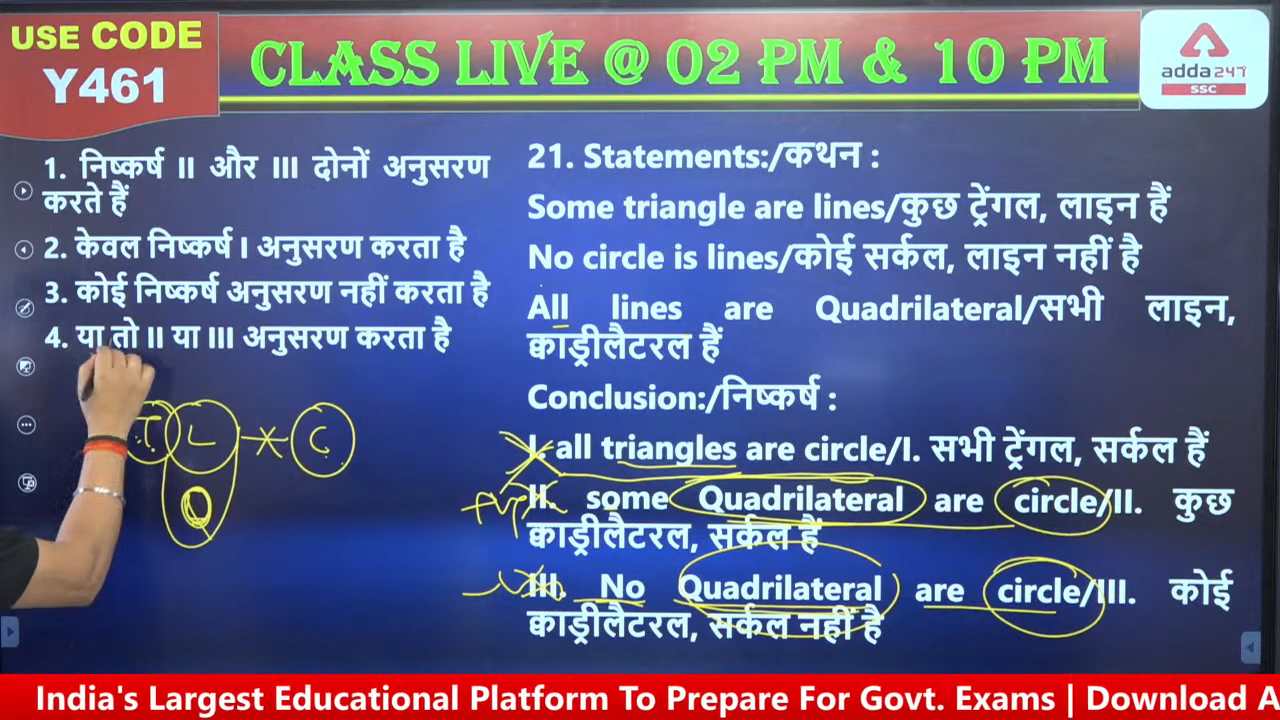 USE CODE
Y461
CLASS LIVE @ 02 PM & 10 PM
adda247
SSC
1. निष्कर्ष II और III दोनों अनुसरण
करते हैं
2. केवल निष्कर्ष I अनुसरण करता है
3. कोई निष्कर्ष अनुसरण नहीं करता है
4. या तो II या III अनुसरण करता है
T L C
Q
21. Statements:/कथन :
Some triangle are lines/कुछ ट्रेंगल, लाइन हैं
No circle is lines/कोई सर्कल, लाइन नहीं है
All lines are Quadrilateral/सभी लाइन,
क्वाड्रीलैटरल हैं
Conclusion:/निष्कर्ष :
I. all triangles are circle/I. सभी ट्रेंगल, सर्कल हैं
II. some Quadrilateral are circle/II. कुछ
क्वाड्रीलैटरल, सर्कल हैं
III. No Quadrilateral are circle/III. कोई
क्वाड्रीलैटरल, सर्कल नहीं है
India's Largest Educational Platform To Prepare For Govt. Exams | Download A